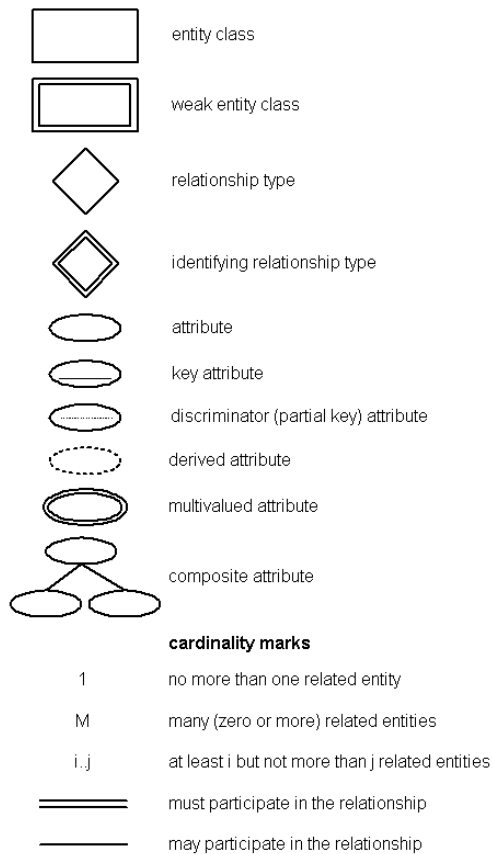 entity class
weak entity class
relationship type
identifying relationship type
attribute
key attribute
discriminator (partial key) attribute
derived attribute
multivalued attribute
composite attribute
cardinality marks
1 no more than one related entity
M many (zero or more) related entities
i..j at least i but not more than j related entities
must participate in the relationship
may participate in the relationship